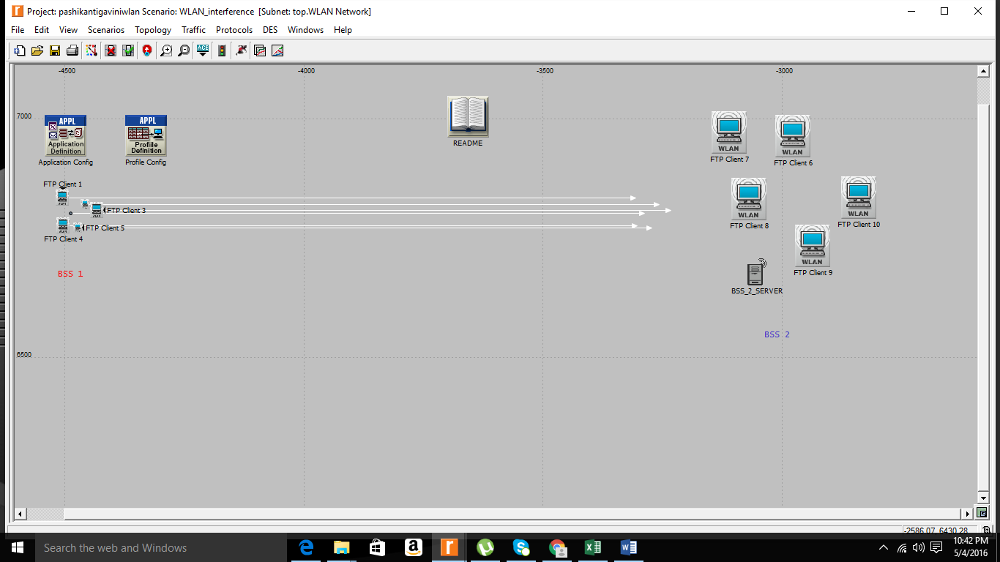 Project: pashikantigaviniwlan Scenario: WLAN_interference [Subnet: top.WLAN Network]
File Edit View Scenarios Topology Traffic Protocols DES Windows Help
ACE
-4500 -4000 -3500 -3000
7000
APPL
Application
Definition
Application Config
APPL
Profile
Definition
Profile Config
README
WLAN
FTP Client 7
WLAN
FTP Client 6
FTP Client 1
FTP Client 3
FTP Client 5
FTP Client 4
BSS 1
WLAN
FTP Client 8
WLAN
FTP Client 10
WLAN
FTP Client 9
BSS_2_SERVER
BSS 2
6500
-2586.07, 6430.28
Search the web and Windows
10:42 PM
5/4/2016